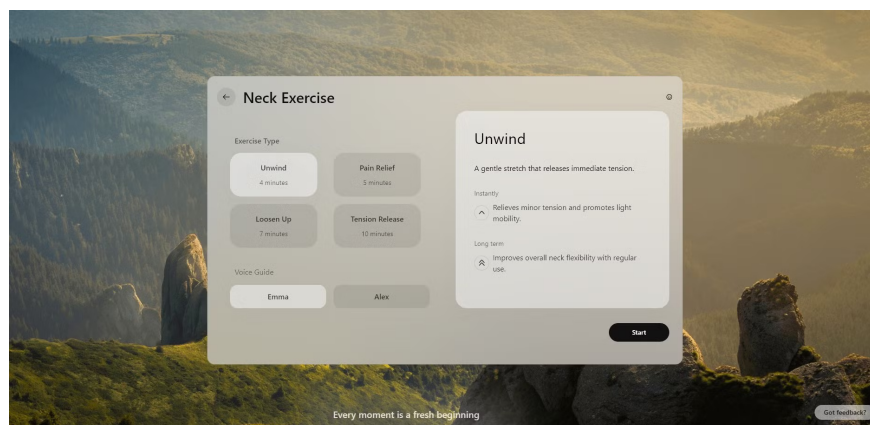 Neck Exercise
Exercise Type
Unwind
4 minutes
Pain Relief
5 minutes
Loosen Up
7 minutes
Tension Release
10 minutes
Voice Guide
Emma
Alex
Unwind
A gentle stretch that releases immediate tension.
Instantly
Relieves minor tension and promotes light
mobility.
Long term
Improves overall neck flexibility with regular
use.
Start
Every moment is a fresh beginning
Got feedback?